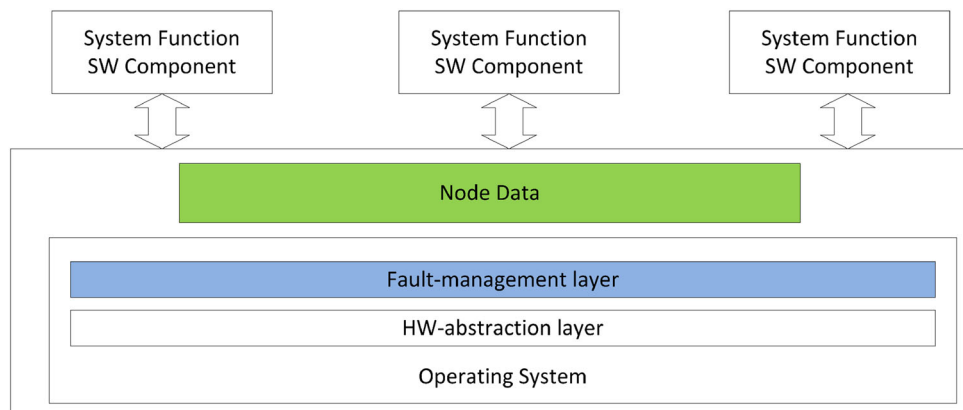 System Function
SW Component
System Function
SW Component
System Function
SW Component
Node Data
Fault-management layer
HW-abstraction layer
Operating System